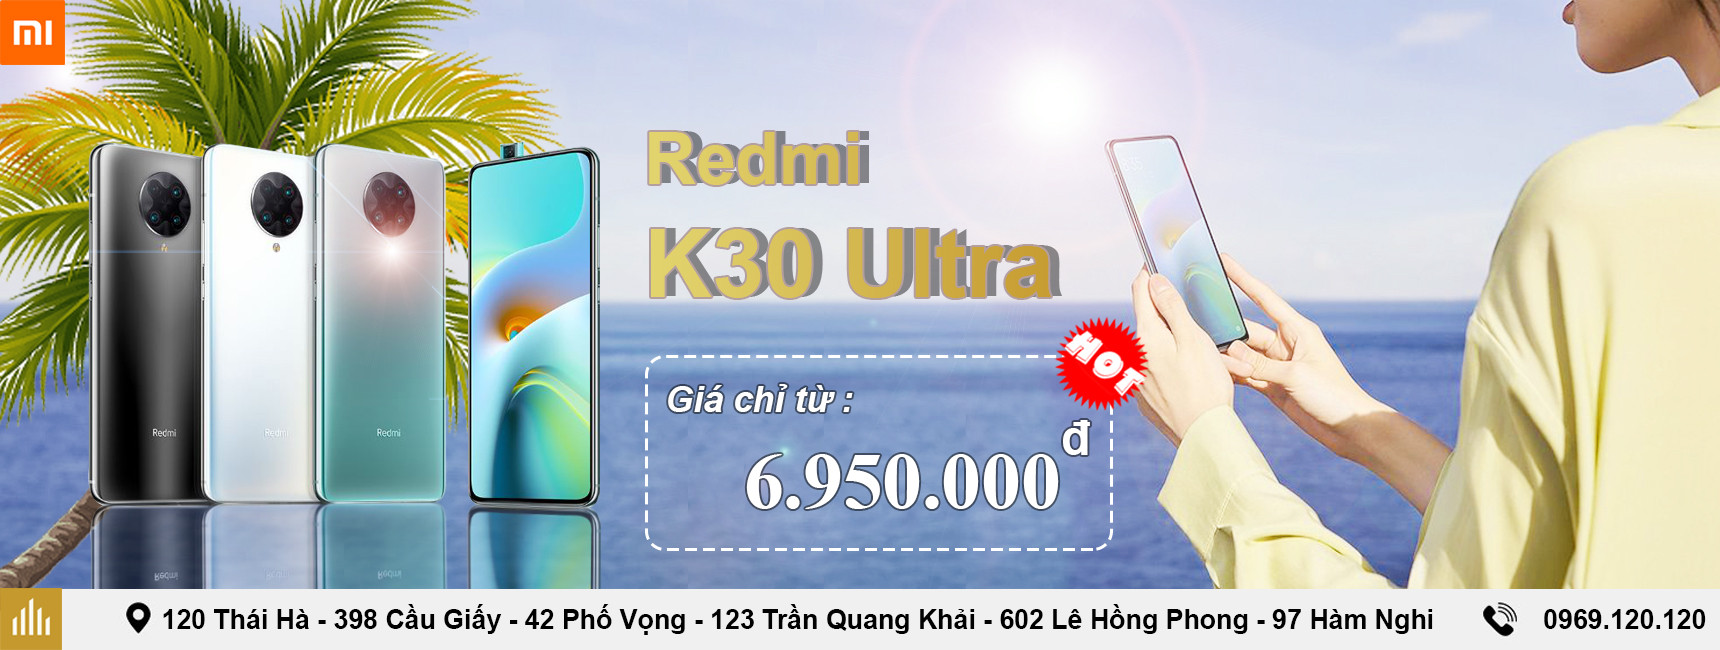 mi
Redmi
K30 Ultra
HOT
Giá chỉ từ :
6.950.000đ
Redmi
Redmi
Redmi
120 Thái Hà - 398 Cầu Giấy - 42 Phố Vọng - 123 Trần Quang Khải - 602 Lê Hồng Phong - 97 Hàm Nghi
0969.120.120